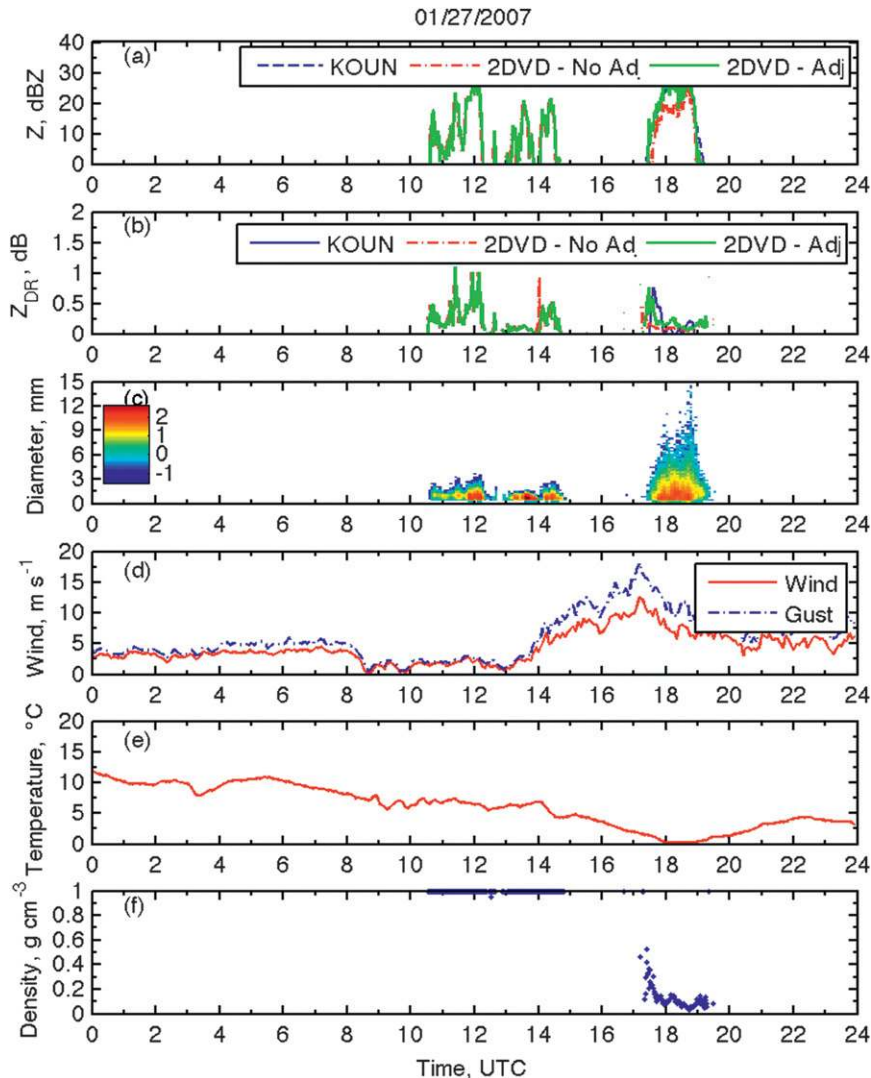 01/27/2007
(a)
KOUN 2DVD - No Ad 2DVD - Adj
Z, dBZ
40
30
20
10
0
0 2 4 6 8 10 12 14 16 18 20 22 24
(b)
KOUN 2DVD - No Ad 2DVD - Adj
Z_DR, dB
2
1.5
1
0.5
0
0 2 4 6 8 10 12 14 16 18 20 22 24
(c)
2
1
0
-1
Diameter, mm
15
12
9
6
3
0
0 2 4 6 8 10 12 14 16 18 20 22 24
(d)
Wind
Gust
Wind, m s⁻¹
20
15
10
5
0
0 2 4 6 8 10 12 14 16 18 20 22 24
(e)
Temperature, °C
20
15
10
5
0
0 2 4 6 8 10 12 14 16 18 20 22 24
(f)
Density, g cm⁻³
1
0.8
0.6
0.4
0.2
0
0 2 4 6 8 10 12 14 16 18 20 22 24
Time, UTC